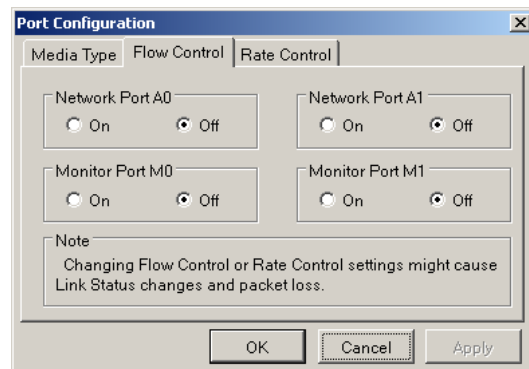 Port Configuration
Media Type Flow Control Rate Control
Network Port A0 Network Port A1
On Off On Off
Monitor Port M0 Monitor Port M1
On Off On Off
Note
Changing Flow Control or Rate Control settings might cause
Link Status changes and packet loss.
OK Cancel Apply